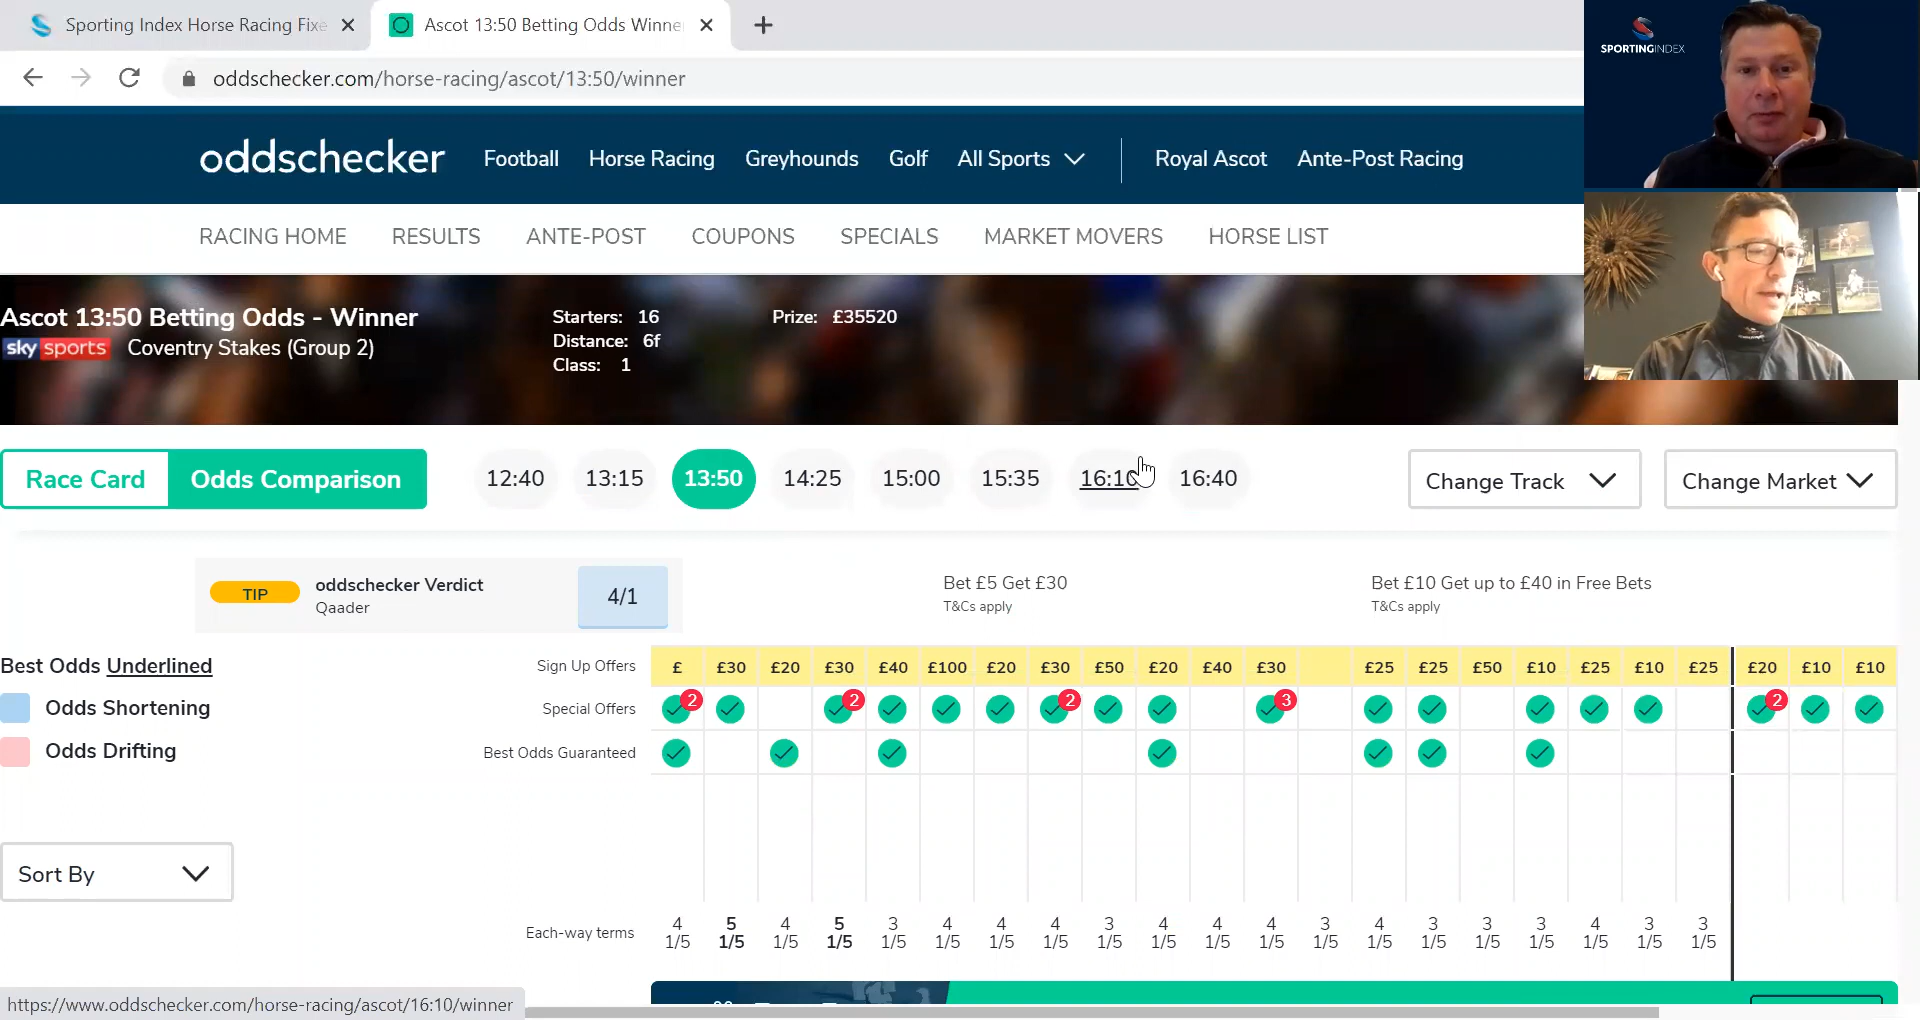 Sporting Index Horse Racing Fixe
Ascot 13:50 Betting Odds Winne
oddschecker.com/horse-racing/ascot/13:50/winner
SPORTINGINDEX
oddschecker
Football
Horse Racing
Greyhounds
Golf
All Sports
Royal Ascot
Ante-Post Racing
RACING HOME
RESULTS
ANTE-POST
COUPONS
SPECIALS
MARKET MOVERS
HORSE LIST
Ascot 13:50 Betting Odds - Winner
sky sports
Coventry Stakes (Group 2)
Starters: 16
Distance: 6f
Class: 1
Prize: £35520
Race Card
Odds Comparison
12:40
13:15
13:50
14:25
15:00
15:35
16:10
16:40
Change Track
Change Market
TIP
oddschecker Verdict
Qaader
4/1
Bet £5 Get £30
T&Cs apply
Bet £10 Get up to £40 in Free Bets
T&Cs apply
Best Odds Underlined
Odds Shortening
Odds Drifting
Sort By
Sign Up Offers £ £30 £20 £30 £40 £100 £20 £30 £50 £20 £40 £30 £25 £25 £50 £10 £25 £10 £25 £20 £10 £10
Special Offers 2 2 2 3 2
Best Odds Guaranteed
Each-way terms
4 5 4 5 3 4 4 4 3 4 4 4 3 4 3 3 3 4 3 3
1/5 1/5 1/5 1/5 1/5 1/5 1/5 1/5 1/5 1/5 1/5 1/5 1/5 1/5 1/5 1/5 1/5 1/5 1/5 1/5
https://www.oddschecker.com/horse-racing/ascot/16:10/winner